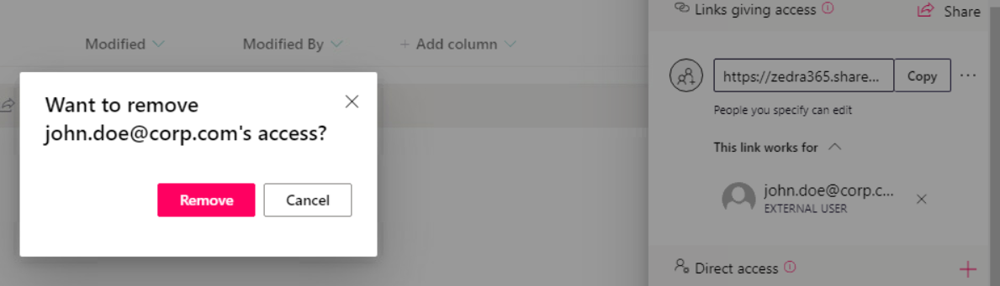 Links giving access
Share
Modified
Modified By
+ Add column
Want to remove
john.doe@corp.com's access?
Remove
Cancel
https://zedra365.share...
Copy
...
People you specify can edit
This link works for
john.doe@corp.c...
EXTERNAL USER
Direct access